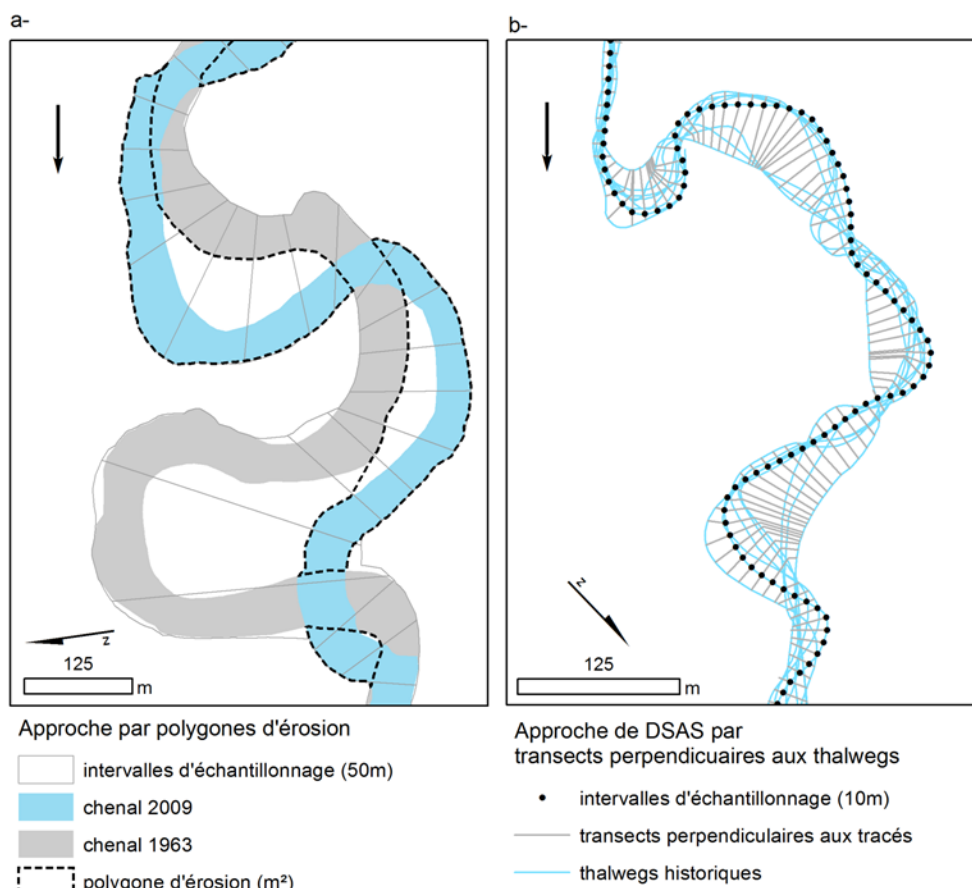 a-
b-
z
125
m
z
125
m
Approche par polygones d'érosion
intervalles d'échantillonnage (50m)
chenal 2009
chenal 1963
polygone d'érosion (m²)
Approche de DSAS par
transects perpendicuaires aux thalwegs
intervalles d'échantillonnage (10m)
transects perpendiculaires aux tracés
thalwegs historiques